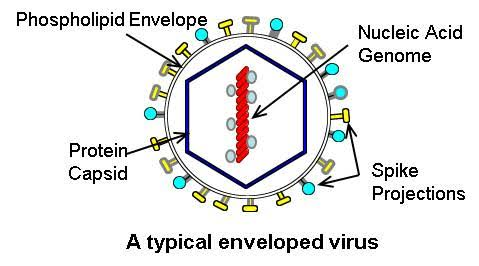 Phospholipid Envelope
Nucleic Acid
Genome
Protein
Capsid
Spike
Projections
A typical enveloped virus